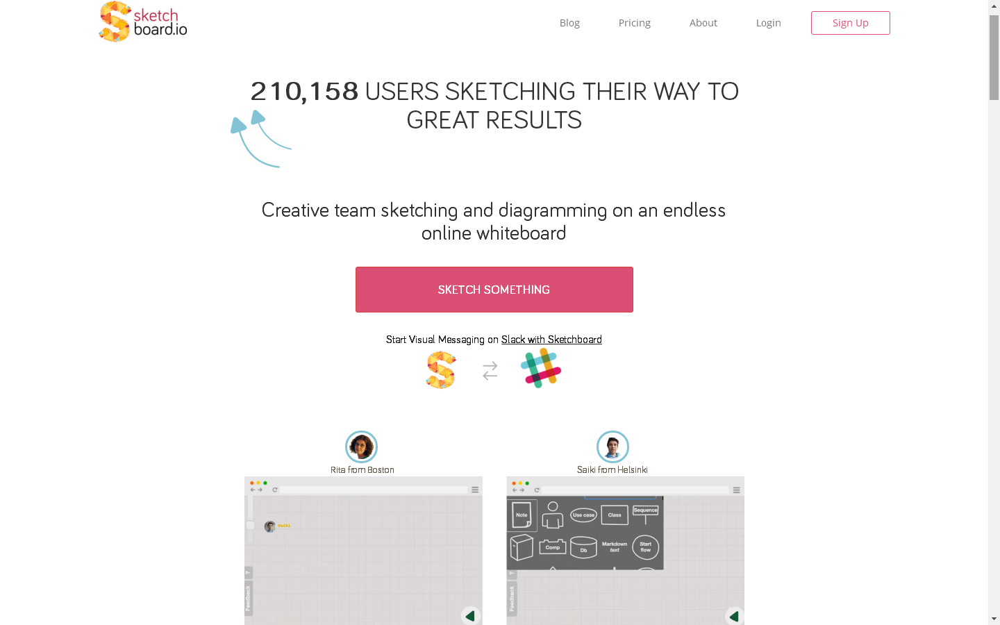 sketch
board.io
Blog
Pricing
About
Login
Sign Up
210,158 USERS SKETCHING THEIR WAY TO
GREAT RESULTS
Creative team sketching and diagramming on an endless
online whiteboard
SKETCH SOMETHING
Start Visual Messaging on Slack with Sketchboard
Rita from Boston
Saiki from Helsinki
Saiki
?
Feedback
Note
Use case
Class
Sequence
Comp
Db
Markdown
text
Start
flow
?
Feedback